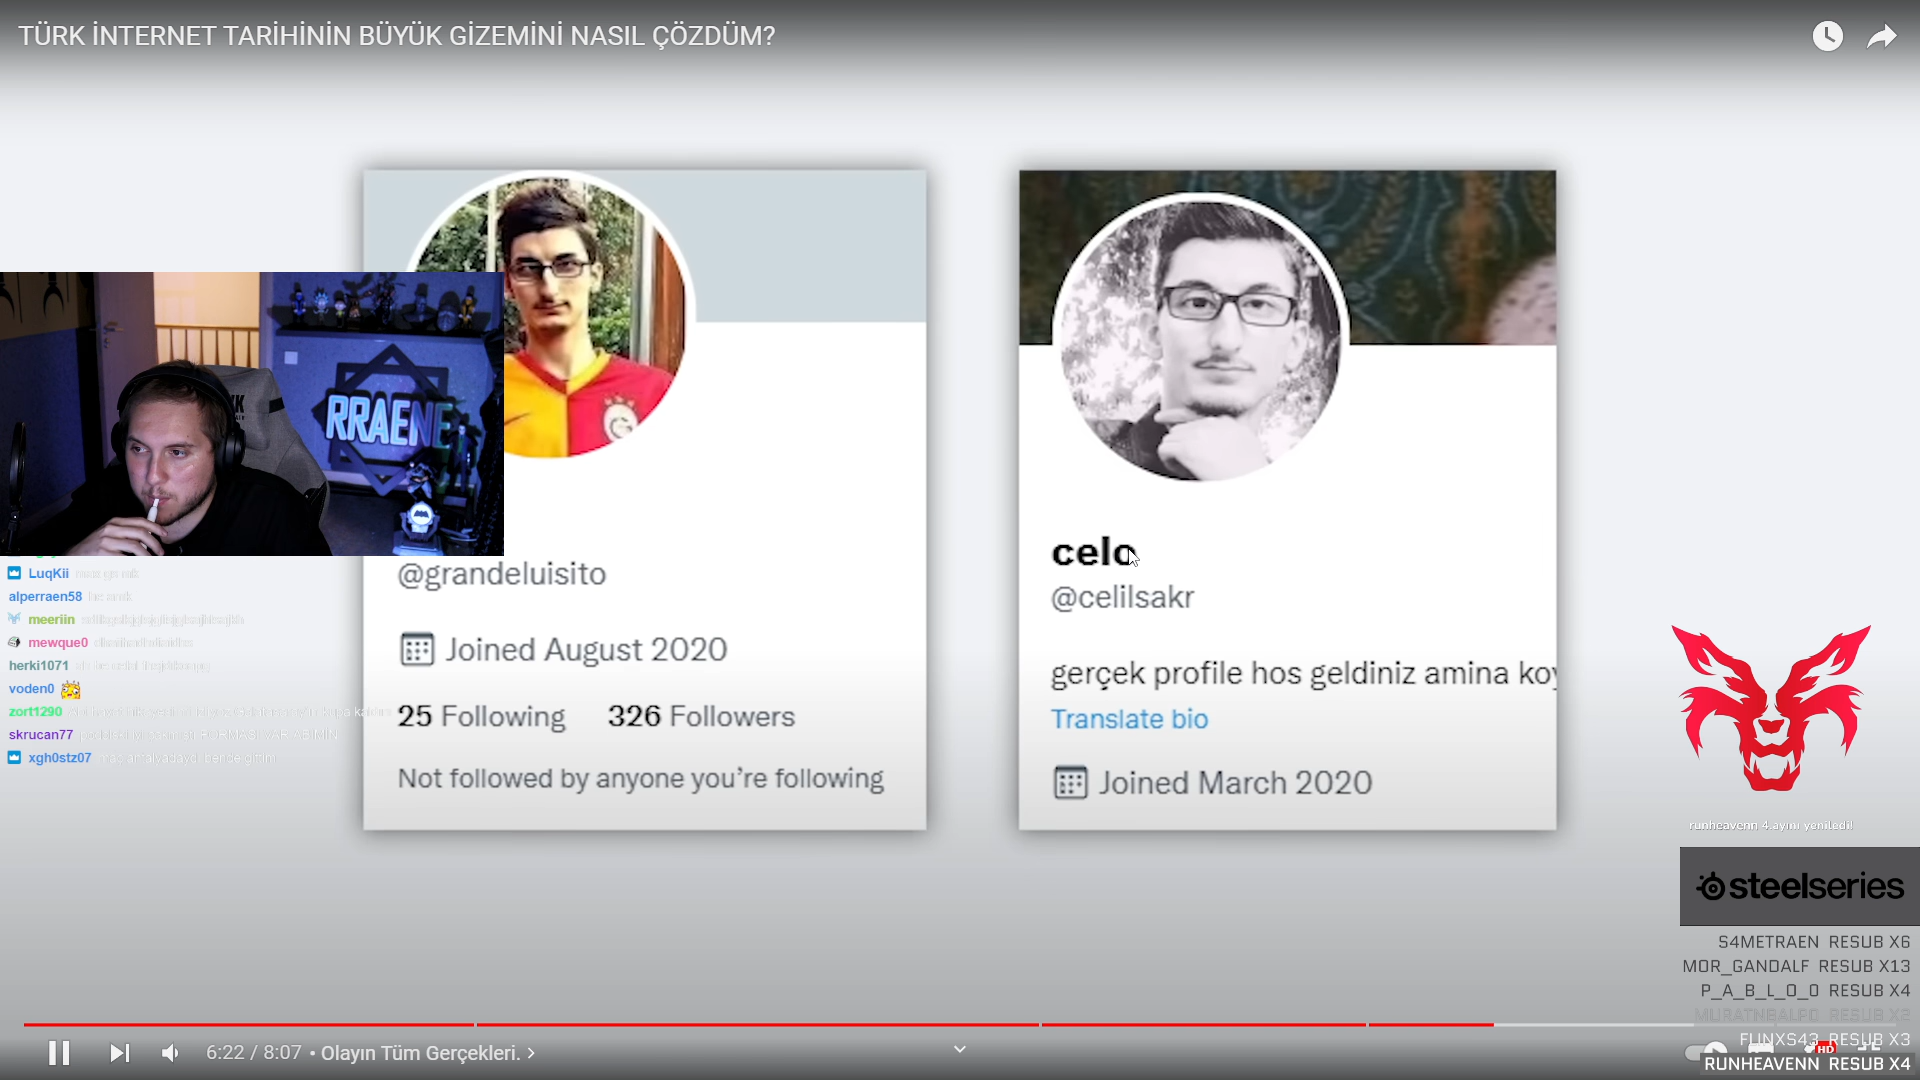 TÜRK İNTERNET TARİHİNİN BÜYÜK GİZEMİNİ NASIL ÇÖZDÜM?
RRAENE
@grandeluisito
Joined August 2020
25 Following 326 Followers
Not followed by anyone you're following
celo
@celilsakr
gerçek profile hos geldiniz amina koy
Translate bio
Joined March 2020
LuqKii
alperraen58
meeriin
mewque0
herki1071
voden0
zort1290
skrucan77
xgh0stz07
runheavenn 4.ayını yeniledi!
steelseries
S4METRAEN RESUB X6
MOR_GANDALF RESUB X13
P_A_B_L_O_O RESUB X4
MURATNBALPD RESUB X2
FLINXS43 RESUB X3
RUNHEAVENN RESUB X4
6:22 / 8:07 • Olayın Tüm Gerçekleri. >
HD